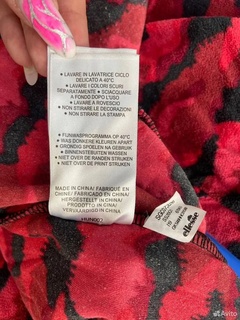 • LAVARE IN LAVATRICE CICLO
DELICATO A 40°C
• LAVARE I COLORI SCURI
SEPARATAMENTE • SCIACQUARE
A FONDO DOPO L'USO
• LAVARE A ROVESCIO
• NON STIRARE LE DECORAZIONI
• NON STIRARE LA STAMPA
• FIJNWASPROGRAMMA OP 40°C
• WAS DONKERE KLEUREN APART
• GRONDIG SPOELEN NA GEBRUIK
• BINNENSTEBUITEN WASSEN
• NIET OVER DE RANDEN STRIJKEN
• NIET OVER DE PRINT STRIJKEN
MADE IN CHINA/ FABRIQUÉ EN
CHINE/ FABRICADO EN CHINA/
HERGESTELLT IN CHINA/
PRODOTTO IN CINA/
VERVAARDIGD IN CHINA
ellesse
Avito